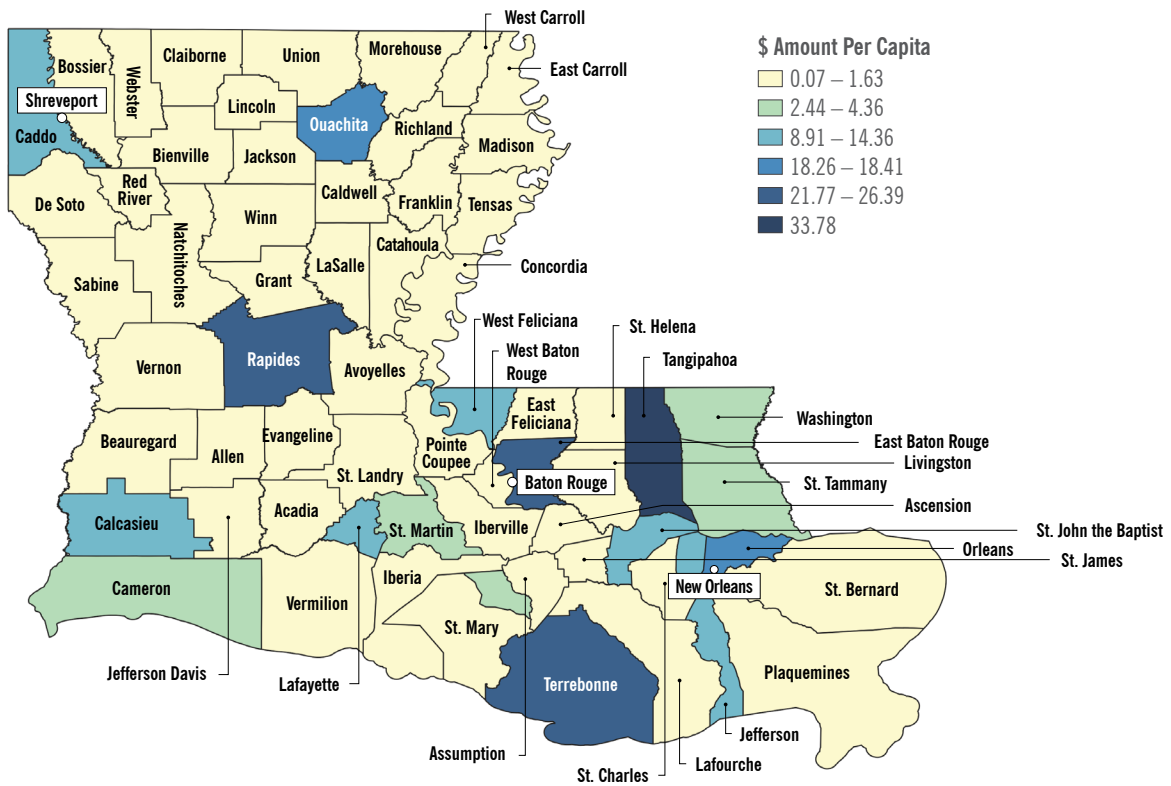 West Carroll
East Carroll
Morehouse
Union
Claiborne
Webster
Bossier
Shreveport
Caddo
Lincoln
Ouachita
Richland
Madison
Bienville
Jackson
Red
River
De Soto
Caldwell
Franklin
Tensas
Winn
Natchitoches
Catahoula
LaSalle
Grant
Concordia
Sabine
Rapides
Vernon
Avoyelles
West Feliciana
West Baton
Rouge
St. Helena
Tangipahoa
East
Feliciana
Washington
East Baton Rouge
Livingston
St. Tammany
Ascension
St. John the Baptist
Orleans
St. James
Beauregard
Allen
Evangeline
St. Landry
Pointe
Coupee
Baton Rouge
Calcasieu
Acadia
St. Martin
Iberville
Cameron
Vermilion
Iberia
St. Mary
New Orleans
St. Bernard
Plaquemines
Terrebonne
Jefferson Davis
Lafayette
Assumption
St. Charles
Lafourche
Jefferson
$ Amount Per Capita
0.07 – 1.63
2.44 – 4.36
8.91 – 14.36
18.26 – 18.41
21.77 – 26.39
33.78